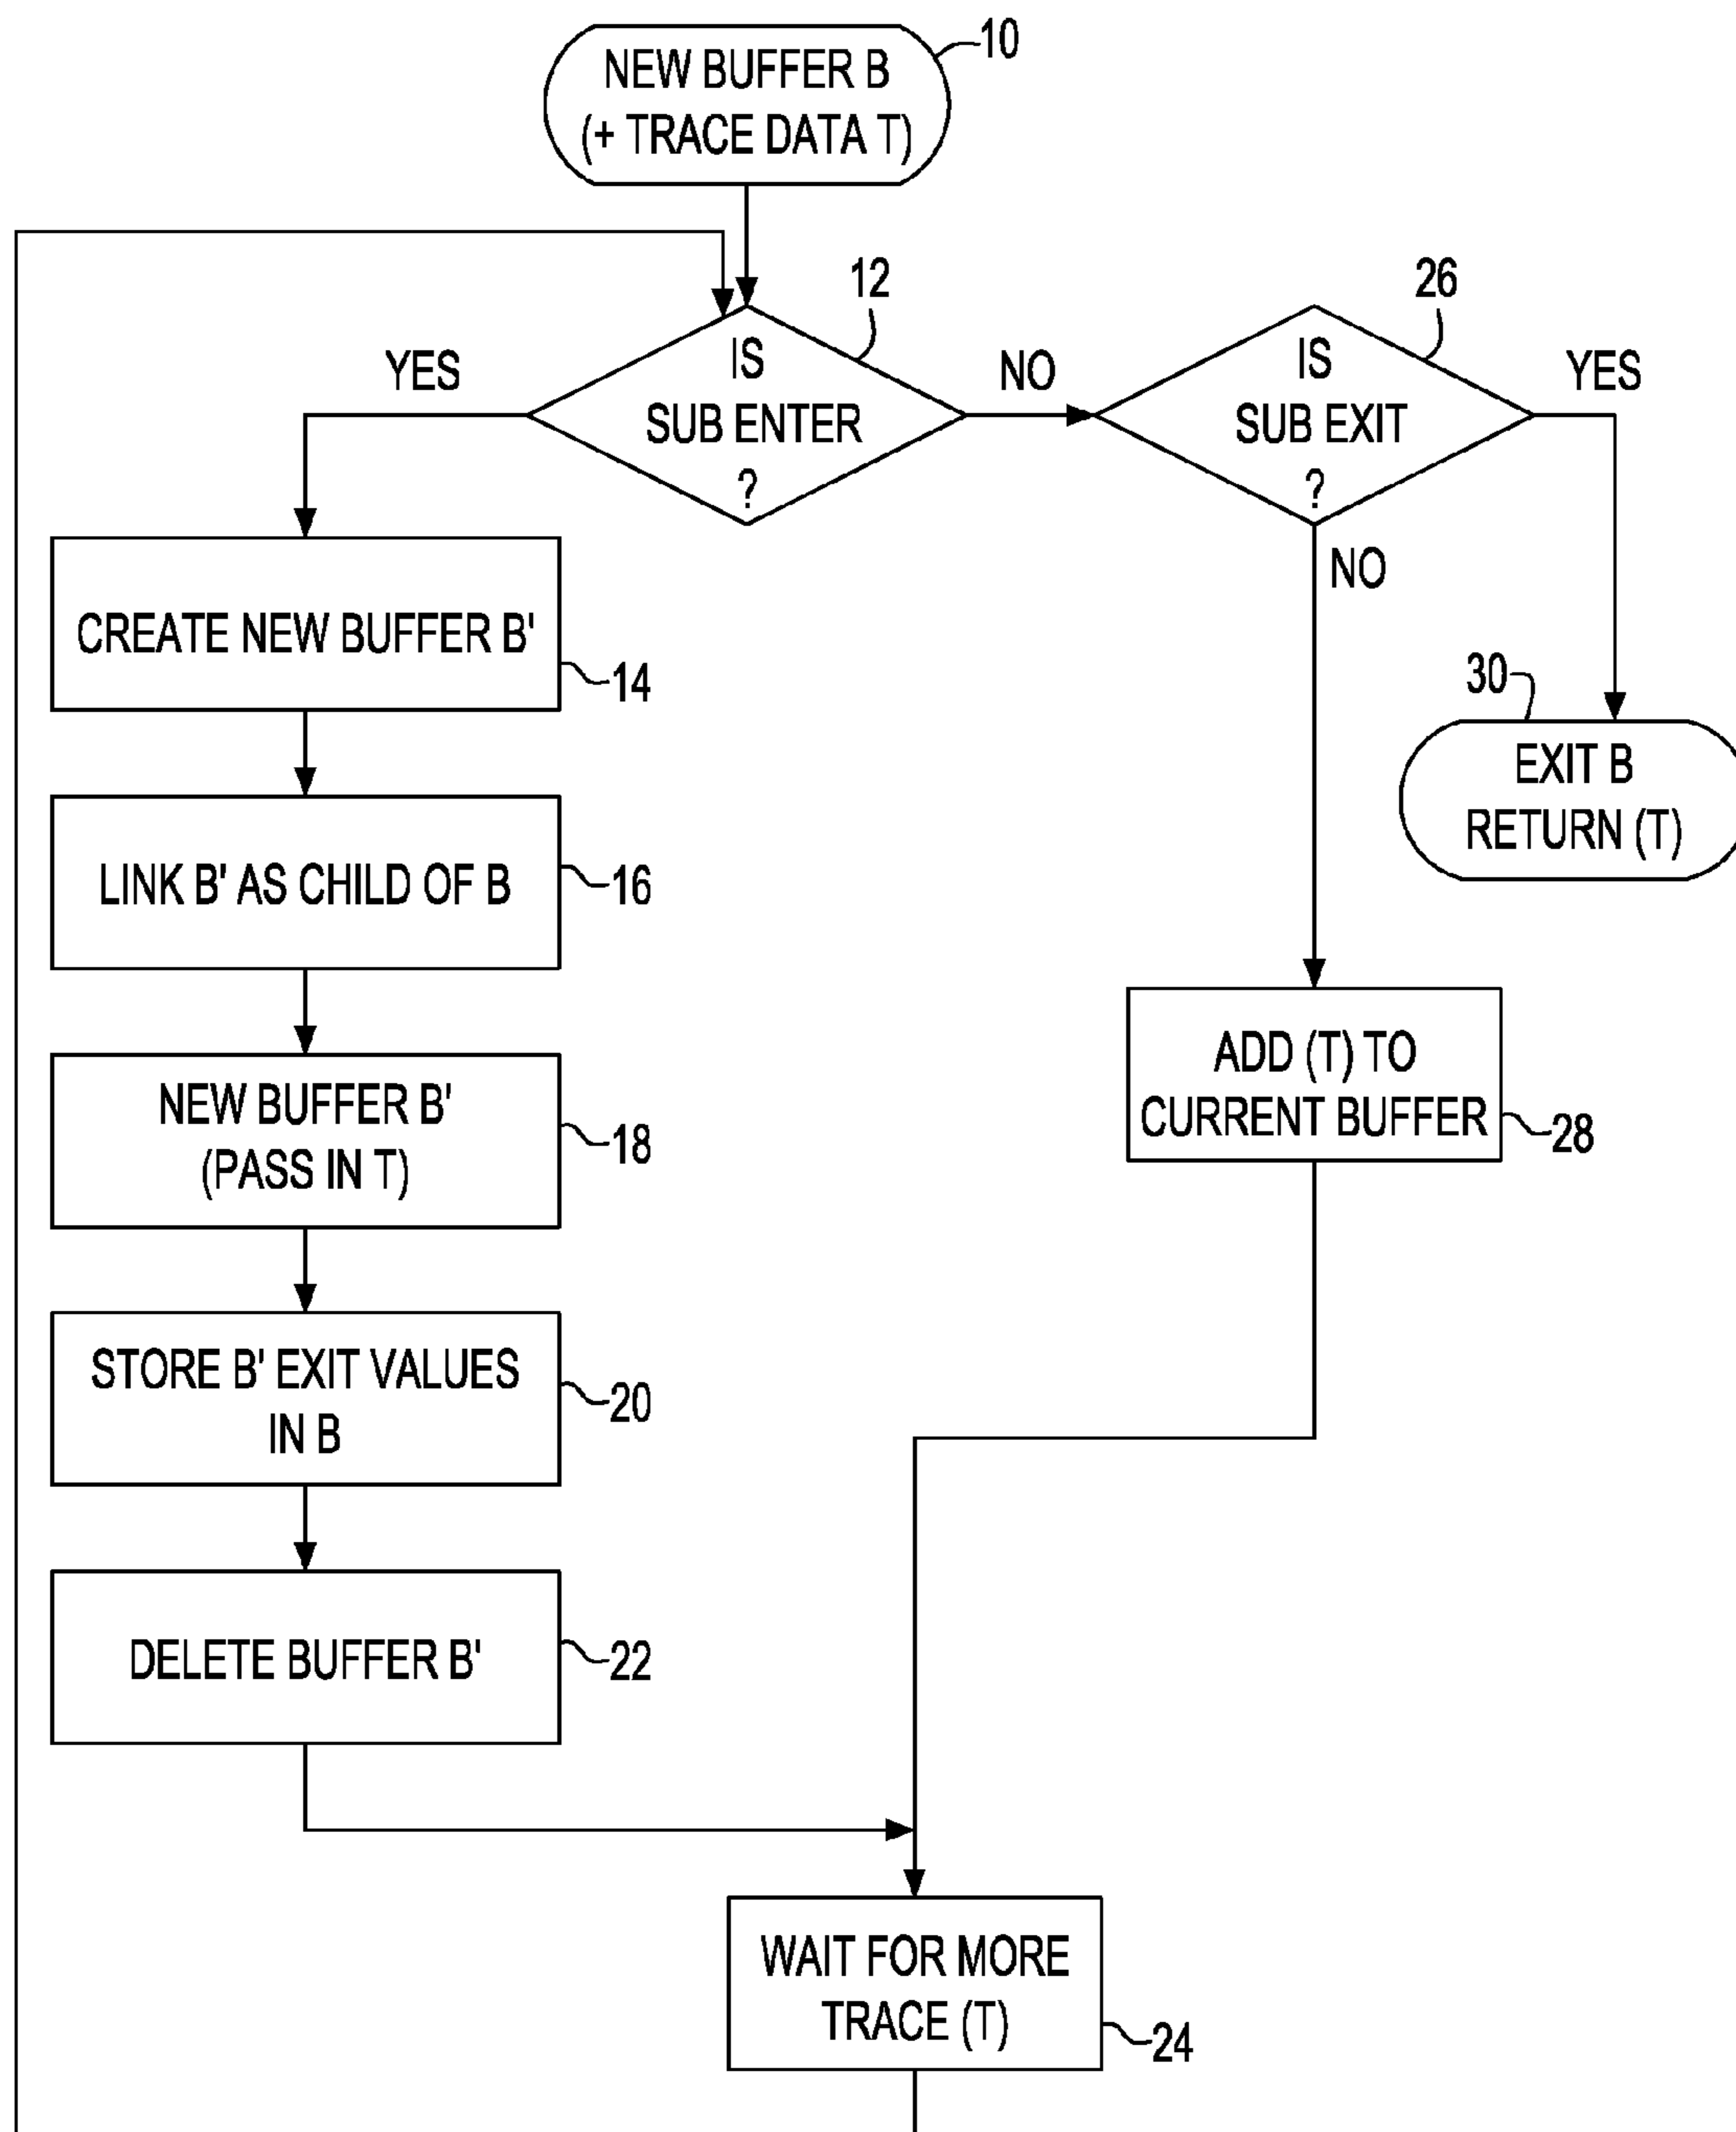 NEW BUFFER B
(+ TRACE DATA T)
10
IS
SUB ENTER
?
12
YES
NO
IS
SUB EXIT
?
26
YES
NO
CREATE NEW BUFFER B'
14
30
EXIT B
RETURN (T)
LINK B' AS CHILD OF B
16
NEW BUFFER B'
(PASS IN T)
18
ADD (T) TO
CURRENT BUFFER
28
STORE B' EXIT VALUES
IN B
20
DELETE BUFFER B'
22
WAIT FOR MORE
TRACE (T)
24